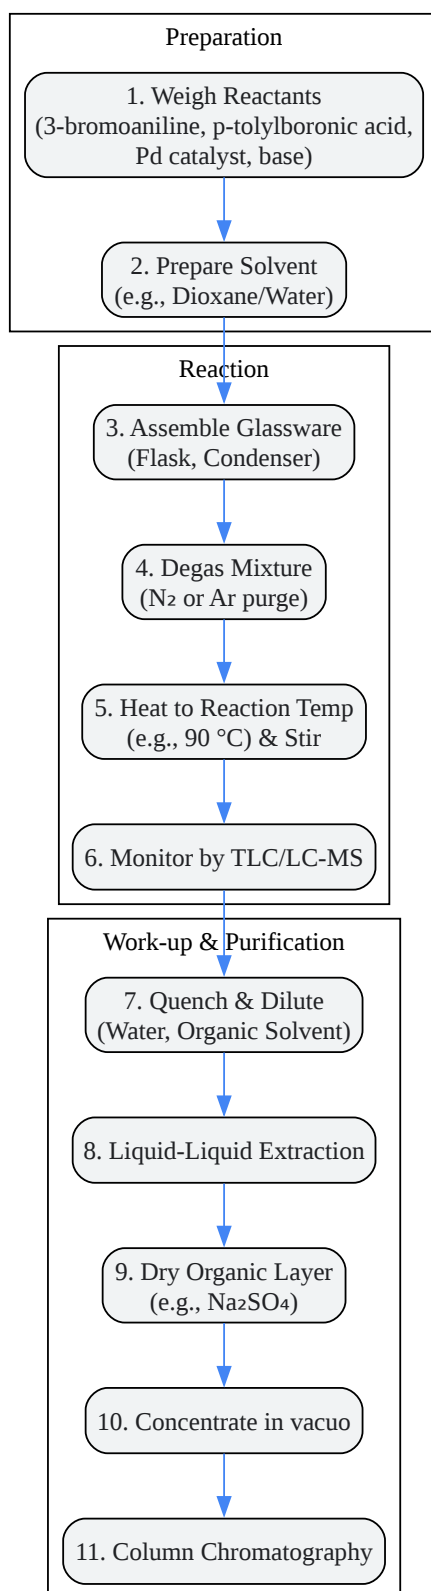 Preparation
1. Weigh Reactants
(3-bromoaniline, p-tolylboronic acid,
Pd catalyst, base)
2. Prepare Solvent
(e.g., Dioxane/Water)
Reaction
3. Assemble Glassware
(Flask, Condenser)
4. Degas Mixture
(N₂ or Ar purge)
5. Heat to Reaction Temp
(e.g., 90 °C) & Stir
6. Monitor by TLC/LC-MS
Work-up & Purification
7. Quench & Dilute
(Water, Organic Solvent)
8. Liquid-Liquid Extraction
9. Dry Organic Layer
(e.g., Na₂SO₄)
10. Concentrate in vacuo
11. Column Chromatography